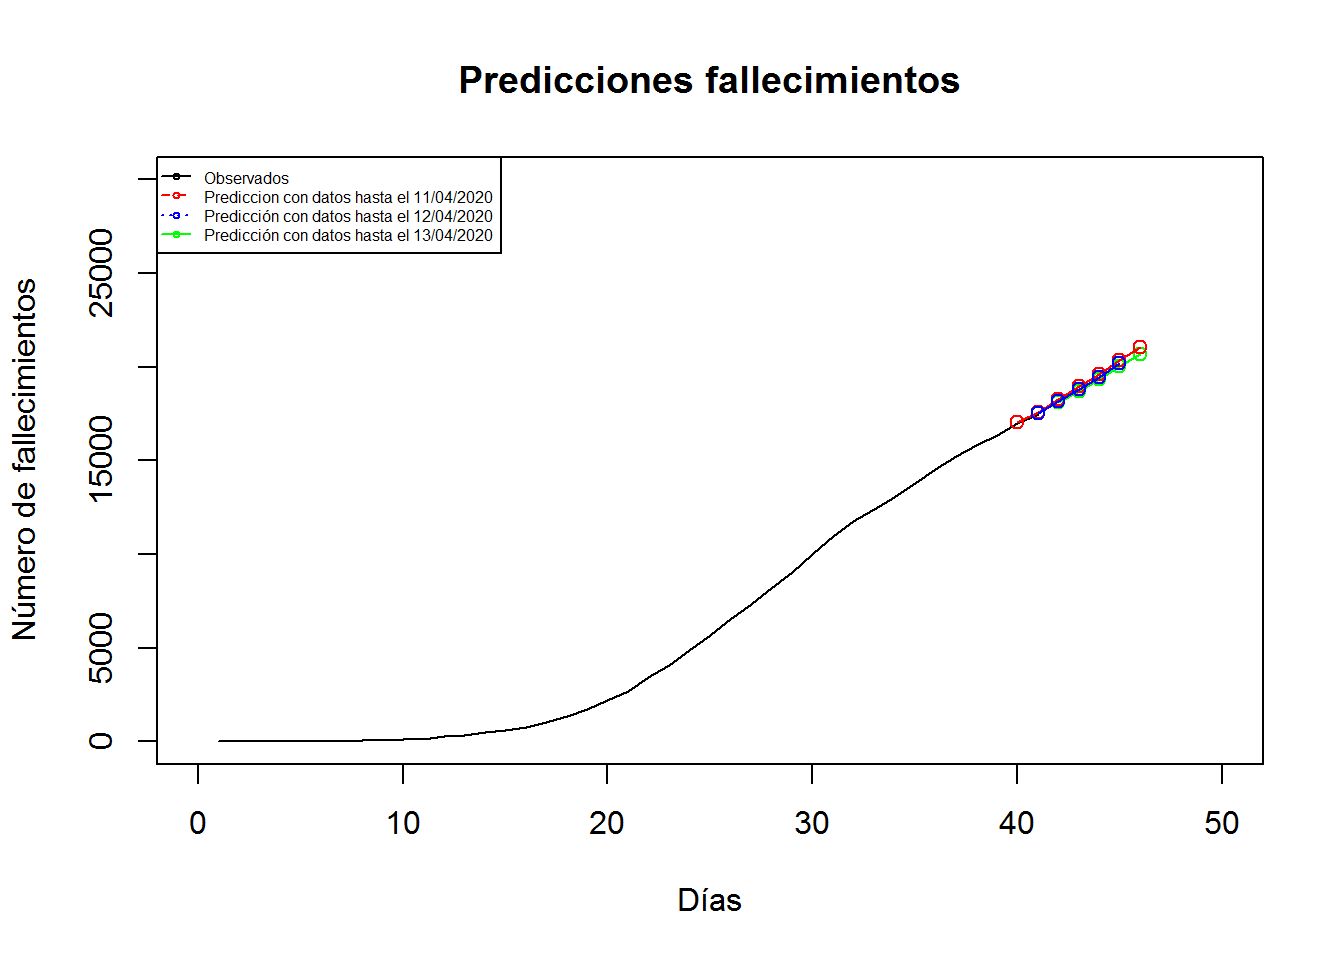 Predicciones fallecimientos
Observados
Prediccion con datos hasta el 11/04/2020
Predicción con datos hasta el 12/04/2020
Predicción con datos hasta el 13/04/2020
Número de fallecimientos
25000
15000
5000
0
0 10 20 30 40 50
Días